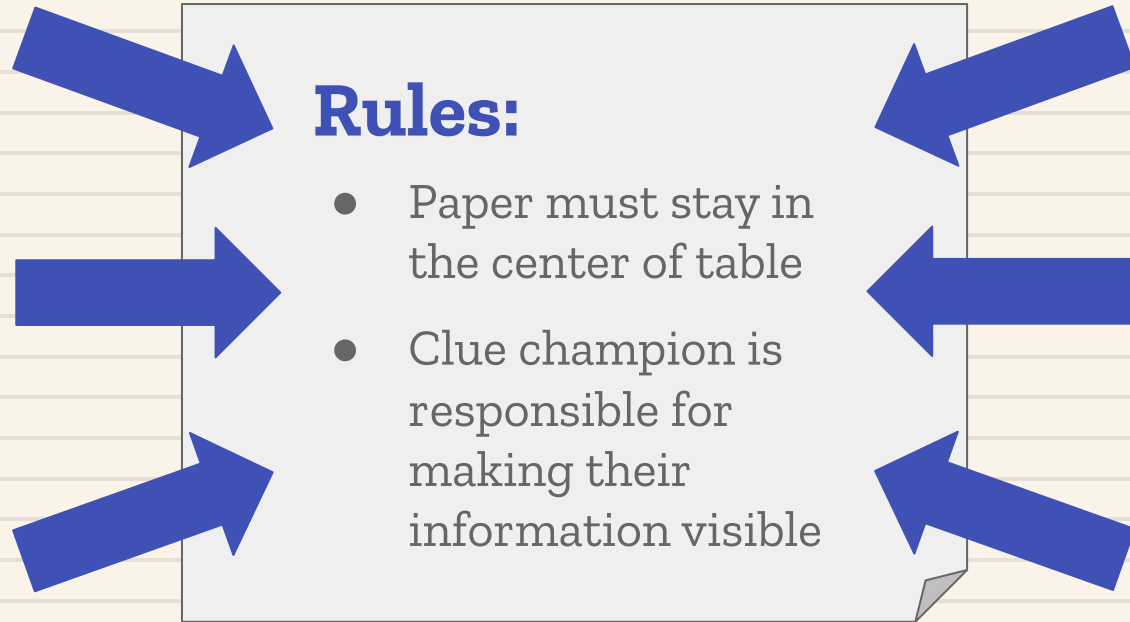 Rules:
● Paper must stay in
the center of table
● Clue champion is
responsible for
making their
information visible